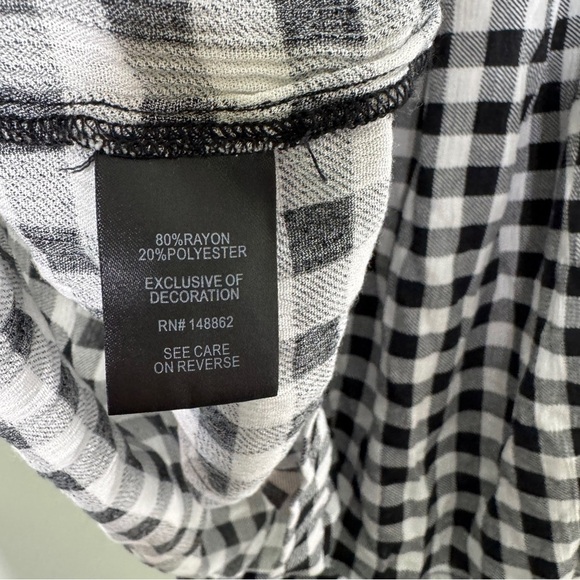 80%RAYON
20%POLYESTER
EXCLUSIVE OF
DECORATION
RN# 148862
SEE CARE
ON REVERSE